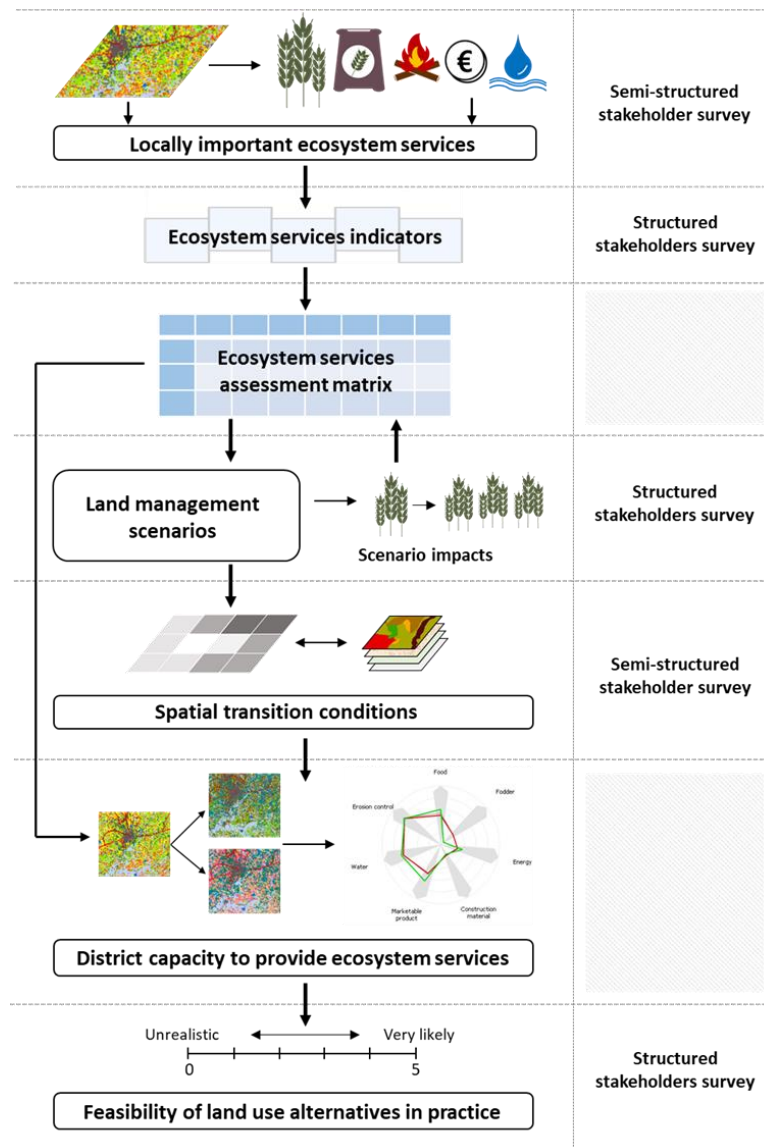 €
Semi-structured
stakeholder survey
Locally important ecosystem services
Ecosystem services indicators
Structured
stakeholders survey
Ecosystem services
assessment matrix
Land management
scenarios
Scenario impacts
Structured
stakeholders survey
Semi-structured
stakeholder survey
Spatial transition conditions
Food
Fodder
Erosion control
Energy
Water
Construction
material
Marketable
product
District capacity to provide ecosystem services
Unrealistic
Very likely
0
5
Structured
stakeholders survey
Feasibility of land use alternatives in practice